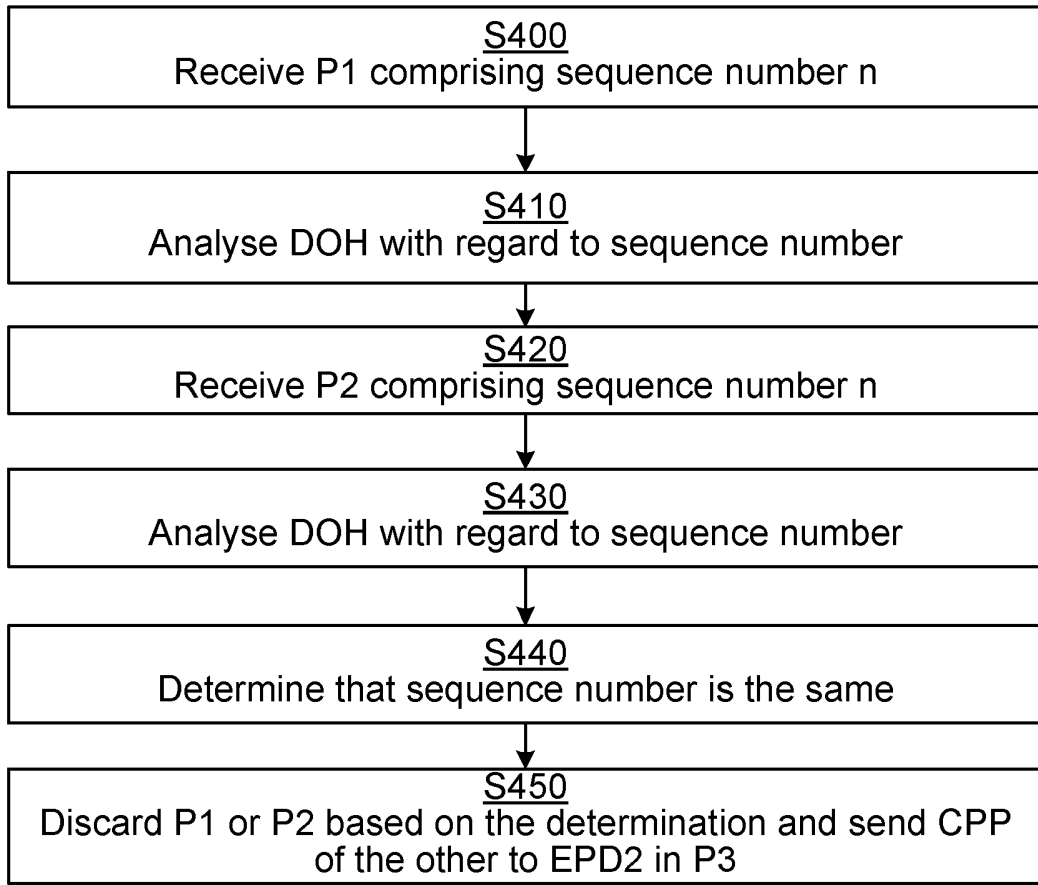 S400
Receive P1 comprising sequence number n
S410
Analyse DOH with regard to sequence number
S420
Receive P2 comprising sequence number n
S430
Analyse DOH with regard to sequence number
S440
Determine that sequence number is the same
S450
Discard P1 or P2 based on the determination and send CPP
of the other to EPD2 in P3